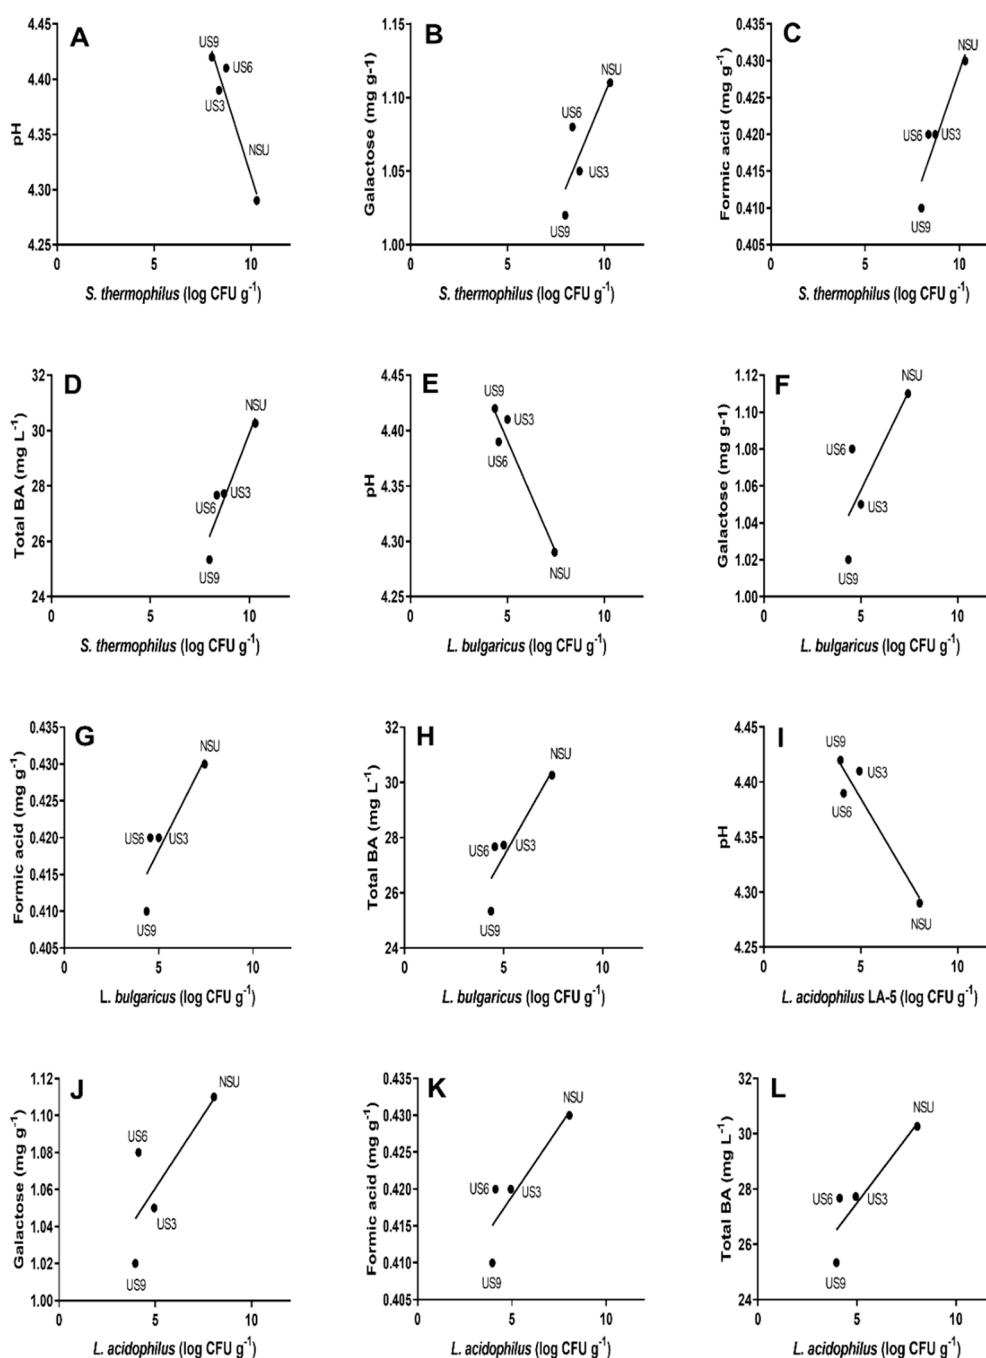 A
pH
4.45
4.40
4.35
4.30
4.25
US9
US6
US3
NSU
0
5
10
S. thermophilus (log CFU g-1)
B
Galactose (mg g-1)
1.15
1.10
1.05
1.00
NSU
US6
US3
US9
0
5
10
S. thermophilus (log CFU g-1)
C
Formic acid (mg g-1)
0.435
0.430
0.425
0.420
0.415
0.410
0.405
NSU
US6
US3
US9
0
5
10
S. thermophilus (log CFU g-1)
D
Total BA (mg L-1)
32
30
28
26
24
NSU
US3
US6
US9
0
5
10
S. thermophilus (log CFU g-1)
E
pH
4.45
4.40
4.35
4.30
4.25
US9
US3
US6
NSU
0
5
10
L. bulgaricus (log CFU g-1)
F
Galactose (mg g-1)
1.12
1.10
1.08
1.06
1.04
1.02
1.00
NSU
US6
US3
US9
0
5
10
L. bulgaricus (log CFU g-1)
G
Formic acid (mg g-1)
0.435
0.430
0.425
0.420
0.415
0.410
0.405
NSU
US6
US3
US9
0
5
10
L. bulgaricus (log CFU g-1)
H
Total BA (mg L-1)
32
30
28
26
24
NSU
US6
US3
US9
0
5
10
L. bulgaricus (log CFU g-1)
I
pH
4.45
4.40
4.35
4.30
4.25
US9
US3
US6
NSU
0
5
10
L. acidophilus LA-5 (log CFU g-1)
J
Galactose (mg g-1)
1.12
1.10
1.08
1.06
1.04
1.02
1.00
NSU
US6
US3
US9
0
5
10
L. acidophilus (log CFU g-1)
K
Formic acid (mg g-1)
0.435
0.430
0.425
0.420
0.415
0.410
0.405
NSU
US6
US3
US9
0
5
10
L. acidophilus (log CFU g-1)
L
Total BA (mg L-1)
32
30
28
26
24
NSU
US6
US3
US9
0
5
10
L. acidophilus (log CFU g-1)